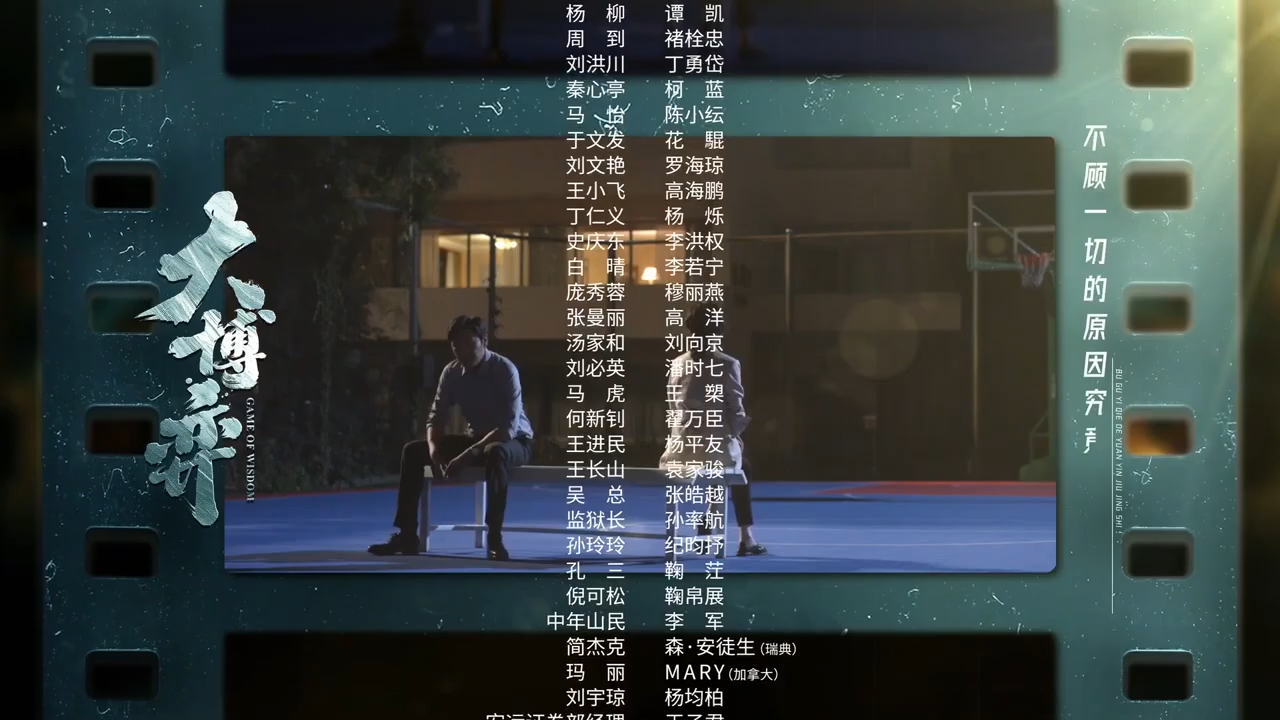 杨 柳 谭 凯
周 到 褚栓忠
刘洪川 丁勇岱
秦心亭 柯 蓝
马 怡 陈小纭
于文发 花 騉
刘文艳 罗海琼
王小飞 高海鹏
丁仁义 杨 烁
史庆东 李洪权
白 晴 李若宁
庞秀蓉 穆丽燕
张曼丽 高 洋
汤家和 刘向京
刘必英 潘时七
马 虎 王 槊
何新钊 翟万臣
王进民 杨平友
王长山 袁家骏
吴 总 张皓越
监狱长 孙率航
孙玲玲 纪昀抒
孔 三 鞠 茳
倪可松 鞠帛展
中年山民 李 军
简杰克 森·安徒生(瑞典)
玛 丽 MARY(加拿大)
刘宇琼 杨均柏
大博弈
GAME OF WISDOM
不顾一切的原因穷
BU GU YI QIE DE YUAN YIN JIU JING SHI